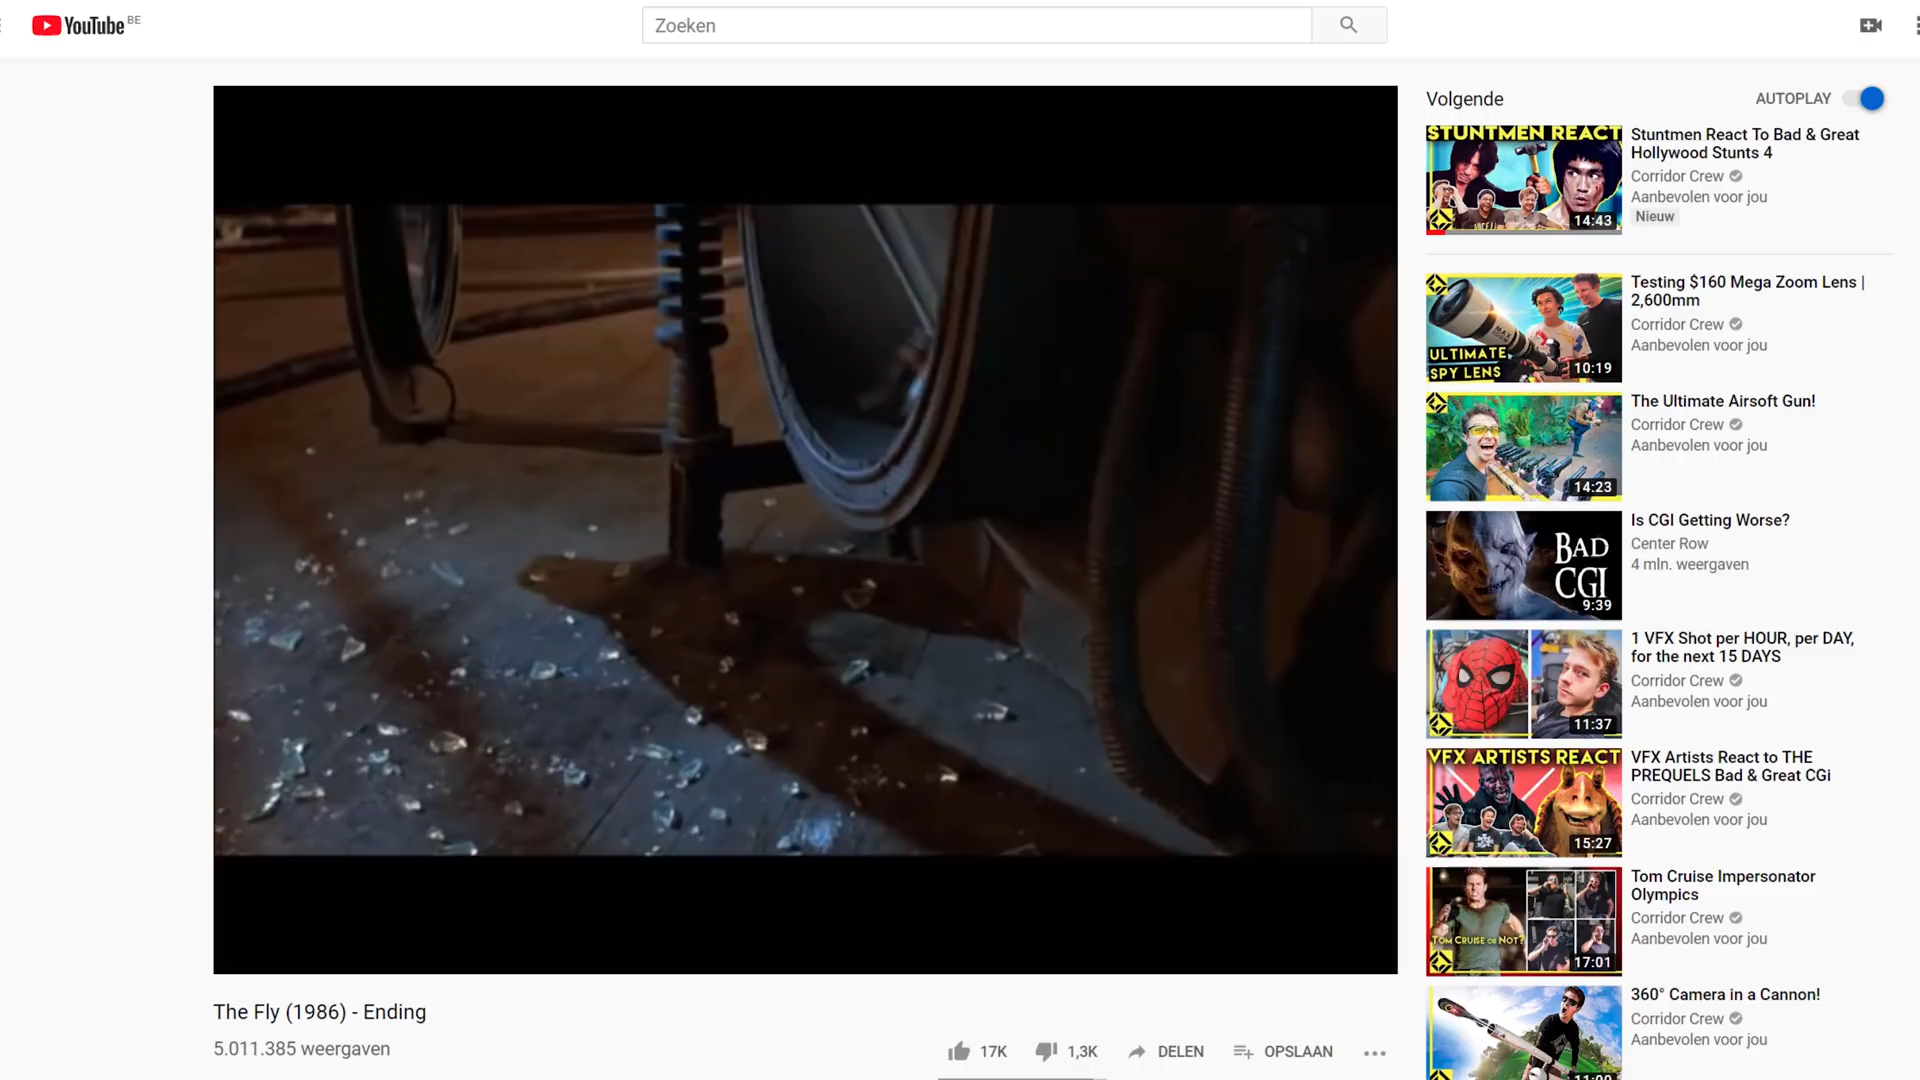 YouTube BE
Zoeken
Volgende
AUTOPLAY
STUNTMEN REACT
14:43
Stuntmen React To Bad & Great
Hollywood Stunts 4
Corridor Crew
Aanbevolen voor jou
Nieuw
ULTIMATE
SPY LENS
10:19
Testing $160 Mega Zoom Lens |
2,600mm
Corridor Crew
Aanbevolen voor jou
14:23
The Ultimate Airsoft Gun!
Corridor Crew
Aanbevolen voor jou
BAD
CGI
9:39
Is CGI Getting Worse?
Center Row
4 mln. weergaven
11:37
1 VFX Shot per HOUR, per DAY,
for the next 15 DAYS
Corridor Crew
Aanbevolen voor jou
VFX ARTISTS REACT
15:27
VFX Artists React to THE
PREQUELS Bad & Great CGi
Corridor Crew
Aanbevolen voor jou
TOM CRUISE OR NOT?
17:01
Tom Cruise Impersonator
Olympics
Corridor Crew
Aanbevolen voor jou
360° Camera in a Cannon!
Corridor Crew
Aanbevolen voor jou
The Fly (1986) - Ending
5.011.385 weergaven
17K
1,3K
DELEN
OPSLAAN